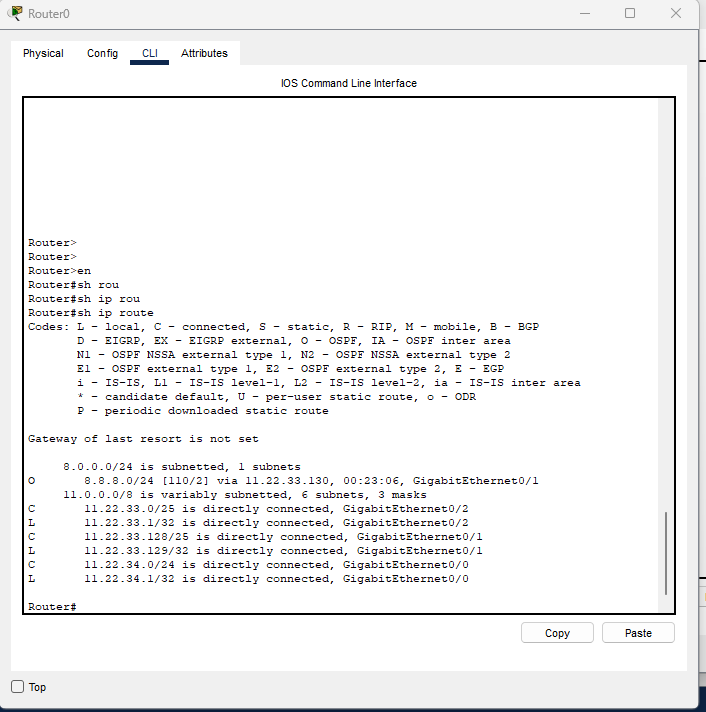 Router0
Physical Config CLI Attributes
IOS Command Line Interface
Router>
Router>
Router>en
Router#sh rou
Router#sh ip rou
Router#sh ip route
Codes: L - local, C - connected, S - static, R - RIP, M - mobile, B - BGP
       D - EIGRP, EX - EIGRP external, O - OSPF, IA - OSPF inter area
       N1 - OSPF NSSA external type 1, N2 - OSPF NSSA external type 2
       E1 - OSPF external type 1, E2 - OSPF external type 2, E - EGP
       i - IS-IS, L1 - IS-IS level-1, L2 - IS-IS level-2, ia - IS-IS inter area
       * - candidate default, U - per-user static route, o - ODR
       P - periodic downloaded static route
Gateway of last resort is not set
     8.0.0.0/24 is subnetted, 1 subnets
O       8.8.8.0/24 [110/2] via 11.22.33.130, 00:23:06, GigabitEthernet0/1
     11.0.0.0/8 is variably subnetted, 6 subnets, 3 masks
C       11.22.33.0/25 is directly connected, GigabitEthernet0/2
L       11.22.33.1/32 is directly connected, GigabitEthernet0/2
C       11.22.33.128/25 is directly connected, GigabitEthernet0/1
L       11.22.33.129/32 is directly connected, GigabitEthernet0/1
C       11.22.34.0/24 is directly connected, GigabitEthernet0/0
L       11.22.34.1/32 is directly connected, GigabitEthernet0/0
Router#
Copy Paste
Top